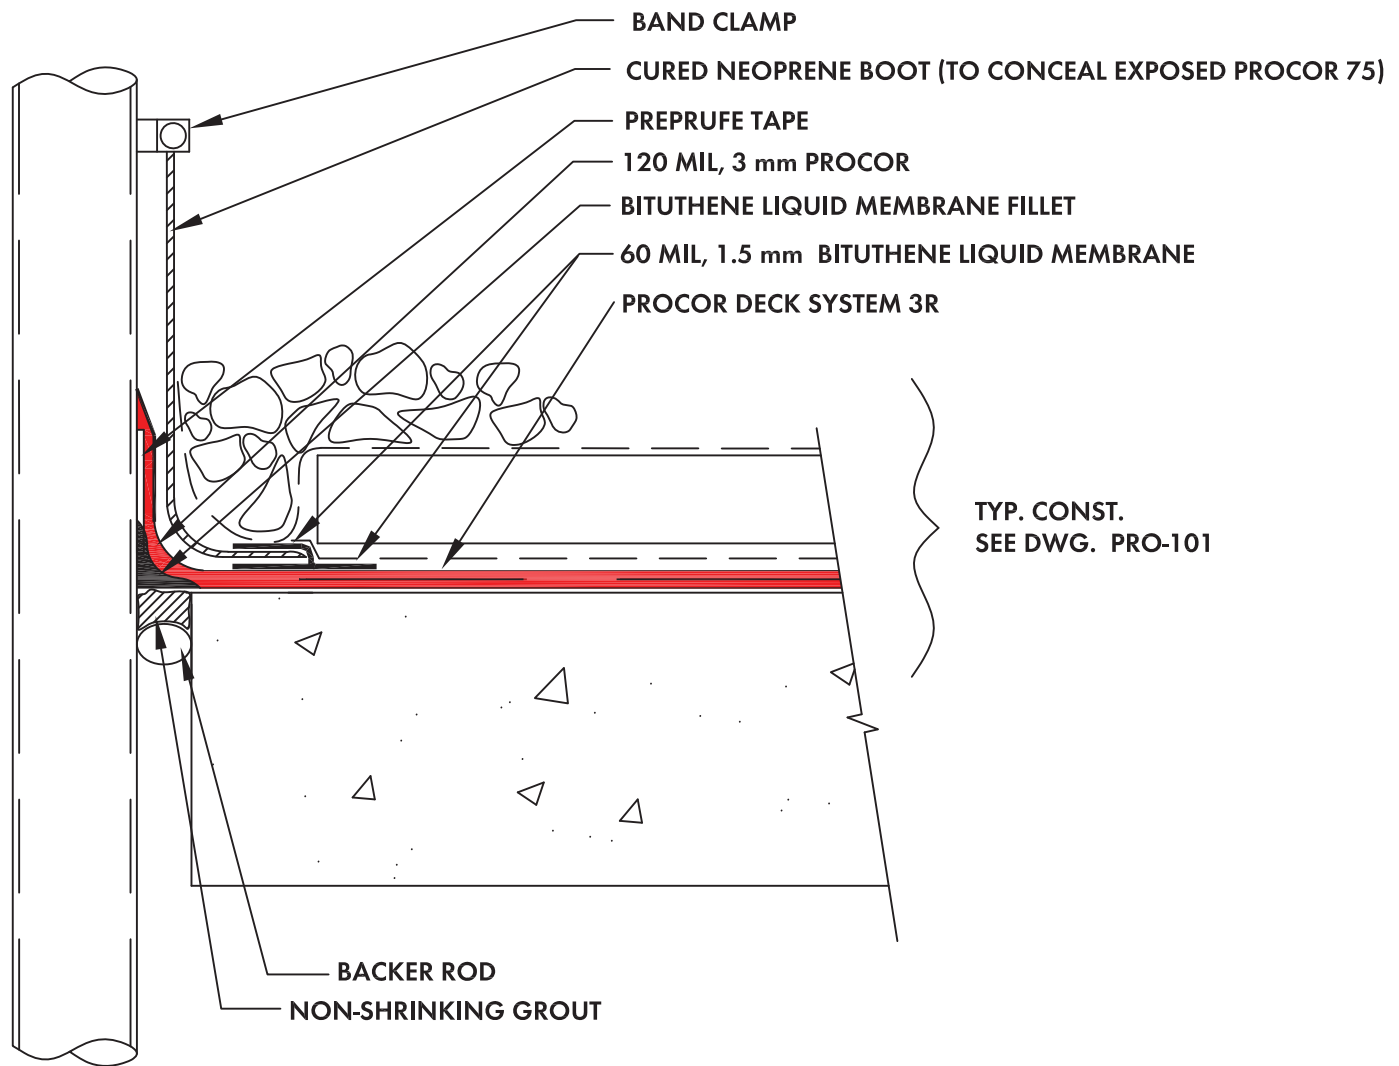 BAND CLAMP
CURED NEOPRENE BOOT (TO CONCEAL EXPOSED PROCOR 75)
PREPRUFE TAPE
120 MIL, 3 mm PROCOR
BITUTHENE LIQUID MEMBRANE FILLET
60 MIL, 1.5 mm BITUTHENE LIQUID MEMBRANE
PROCOR DECK SYSTEM 3R
TYP. CONST.
SEE DWG. PRO-101
BACKER ROD
NON-SHRINKING GROUT